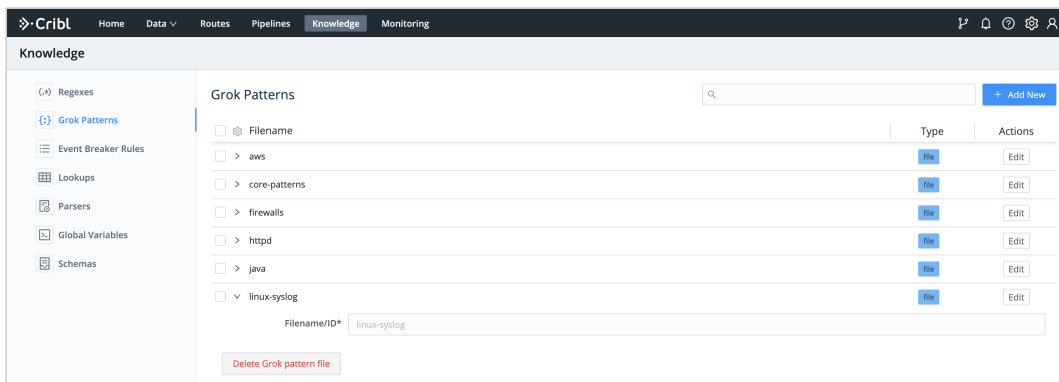 Cribl Home Data Routes Pipelines Knowledge Monitoring
Knowledge
Regexes
Grok Patterns
Event Breaker Rules
Lookups
Parsers
Global Variables
Schemas
Grok Patterns
+ Add New
Filename Type Actions
aws file Edit
core-patterns file Edit
firewalls file Edit
httpd file Edit
java file Edit
linux-syslog file Edit
Filename/ID* linux-syslog
Delete Grok pattern file